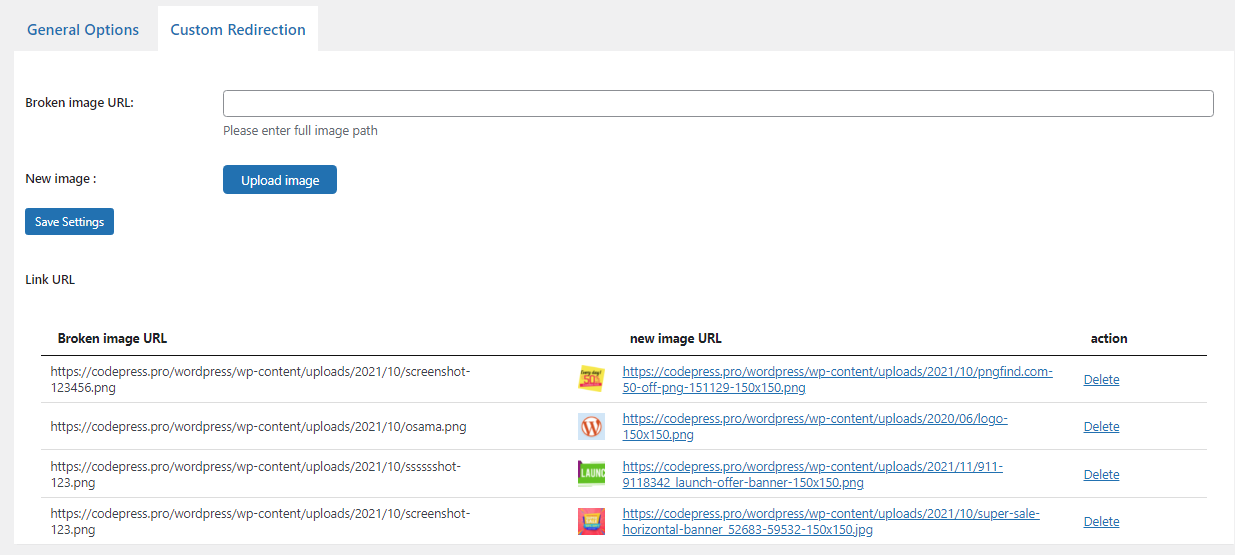 General Options
Custom Redirection
Broken image URL:
Please enter full image path
New image :
Upload image
Save Settings
Link URL
Broken image URL
new image URL
action
https://codepress.pro/wordpress/wp-content/uploads/2021/10/screenshot-
123456.png
Every day!
50%
https://codepress.pro/wordpress/wp-content/uploads/2021/10/pngfind.com-
50-off-png-151129-150x150.png
Delete
https://codepress.pro/wordpress/wp-content/uploads/2021/10/osama.png
https://codepress.pro/wordpress/wp-content/uploads/2020/06/logo-
150x150.png
Delete
https://codepress.pro/wordpress/wp-content/uploads/2021/10/sssssshot-
123.png
LAUNC
https://codepress.pro/wordpress/wp-content/uploads/2021/11/911-
9118342_launch-offer-banner-150x150.png
Delete
https://codepress.pro/wordpress/wp-content/uploads/2021/10/screenshot-
123.png
https://codepress.pro/wordpress/wp-content/uploads/2021/10/super-sale-
horizontal-banner_52683-59532-150x150.jpg
Delete